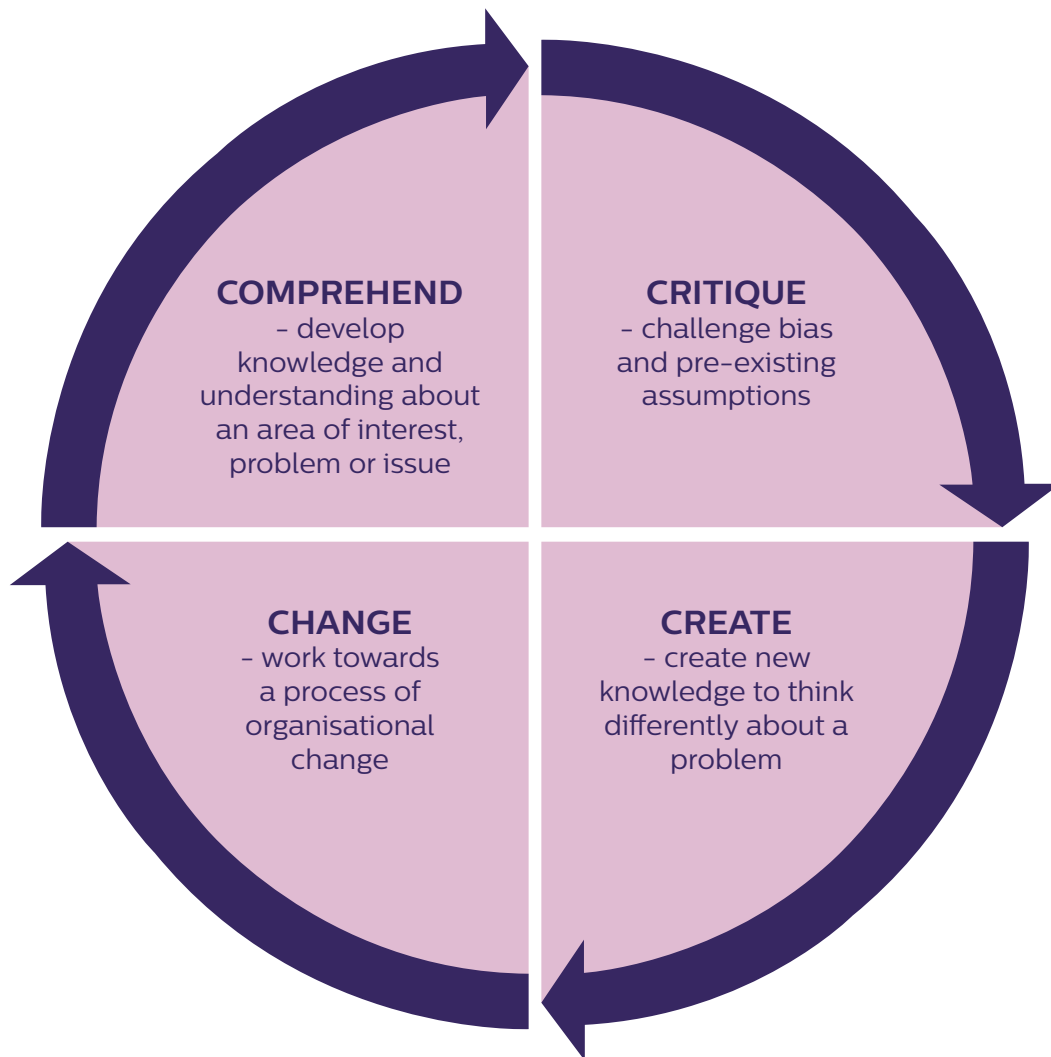 COMPREHEND
- develop
knowledge and
understanding about
an area of interest,
problem or issue
CRITIQUE
- challenge bias
and pre-existing
assumptions
CHANGE
- work towards
a process of
organisational
change
CREATE
- create new
knowledge to think
differently about a
problem